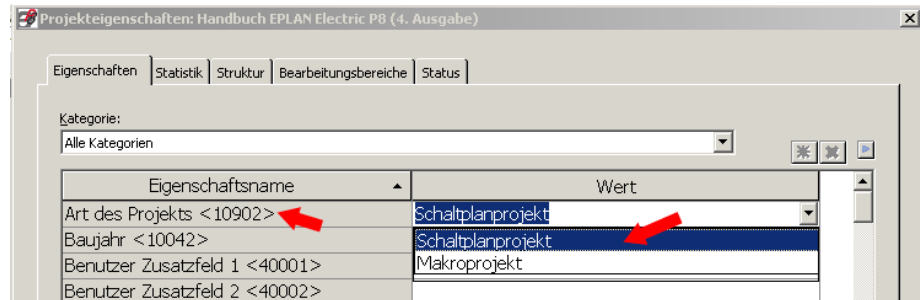 Projekteigenschaften: Handbuch EPLAN Electric P8 (4. Ausgabe)
Eigenschaften Statistik Struktur Bearbeitungsbereiche Status
Kategorie:
Alle Kategorien
Eigenschaftsname Wert
Art des Projekts <10902> Schaltplanprojekt
Baujahr <10042> Schaltplanprojekt
Benutzer Zusatzfeld 1 <40001> Makroprojekt
Benutzer Zusatzfeld 2 <40002>